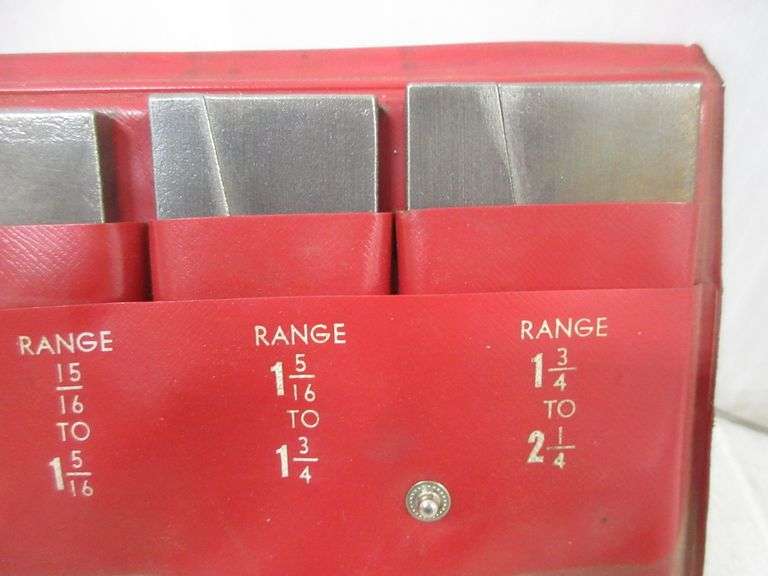 RANGE
15/16
TO
1 5/16
RANGE
1 5/16
TO
1 3/4
RANGE
1 3/4
TO
2 1/4